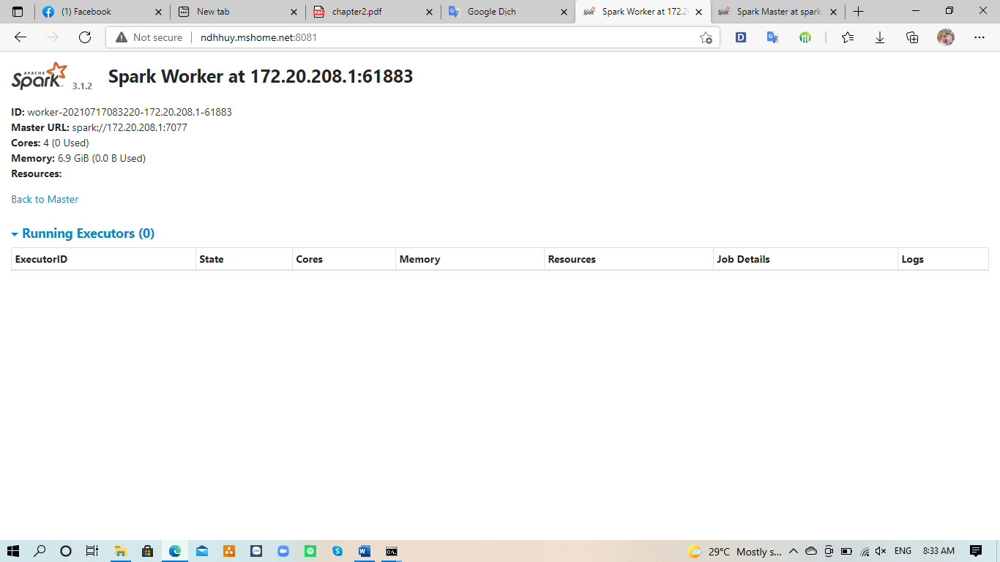 (1) Facebook
New tab
PDF
chapter2.pdf
Google Dịch
Spark Worker at 172.2
Spark Master at spark:
Not secure
ndhhuy.mshome.net:8081
D
APACHE
Spark
3.1.2
Spark Worker at 172.20.208.1:61883
ID: worker-20210717083220-172.20.208.1-61883
Master URL: spark://172.20.208.1:7077
Cores: 4 (0 Used)
Memory: 6.9 GiB (0.0 B Used)
Resources:
Back to Master
Running Executors (0)
ExecutorID State Cores Memory Resources Job Details Logs
29°C Mostly s... ENG 8:33 AM